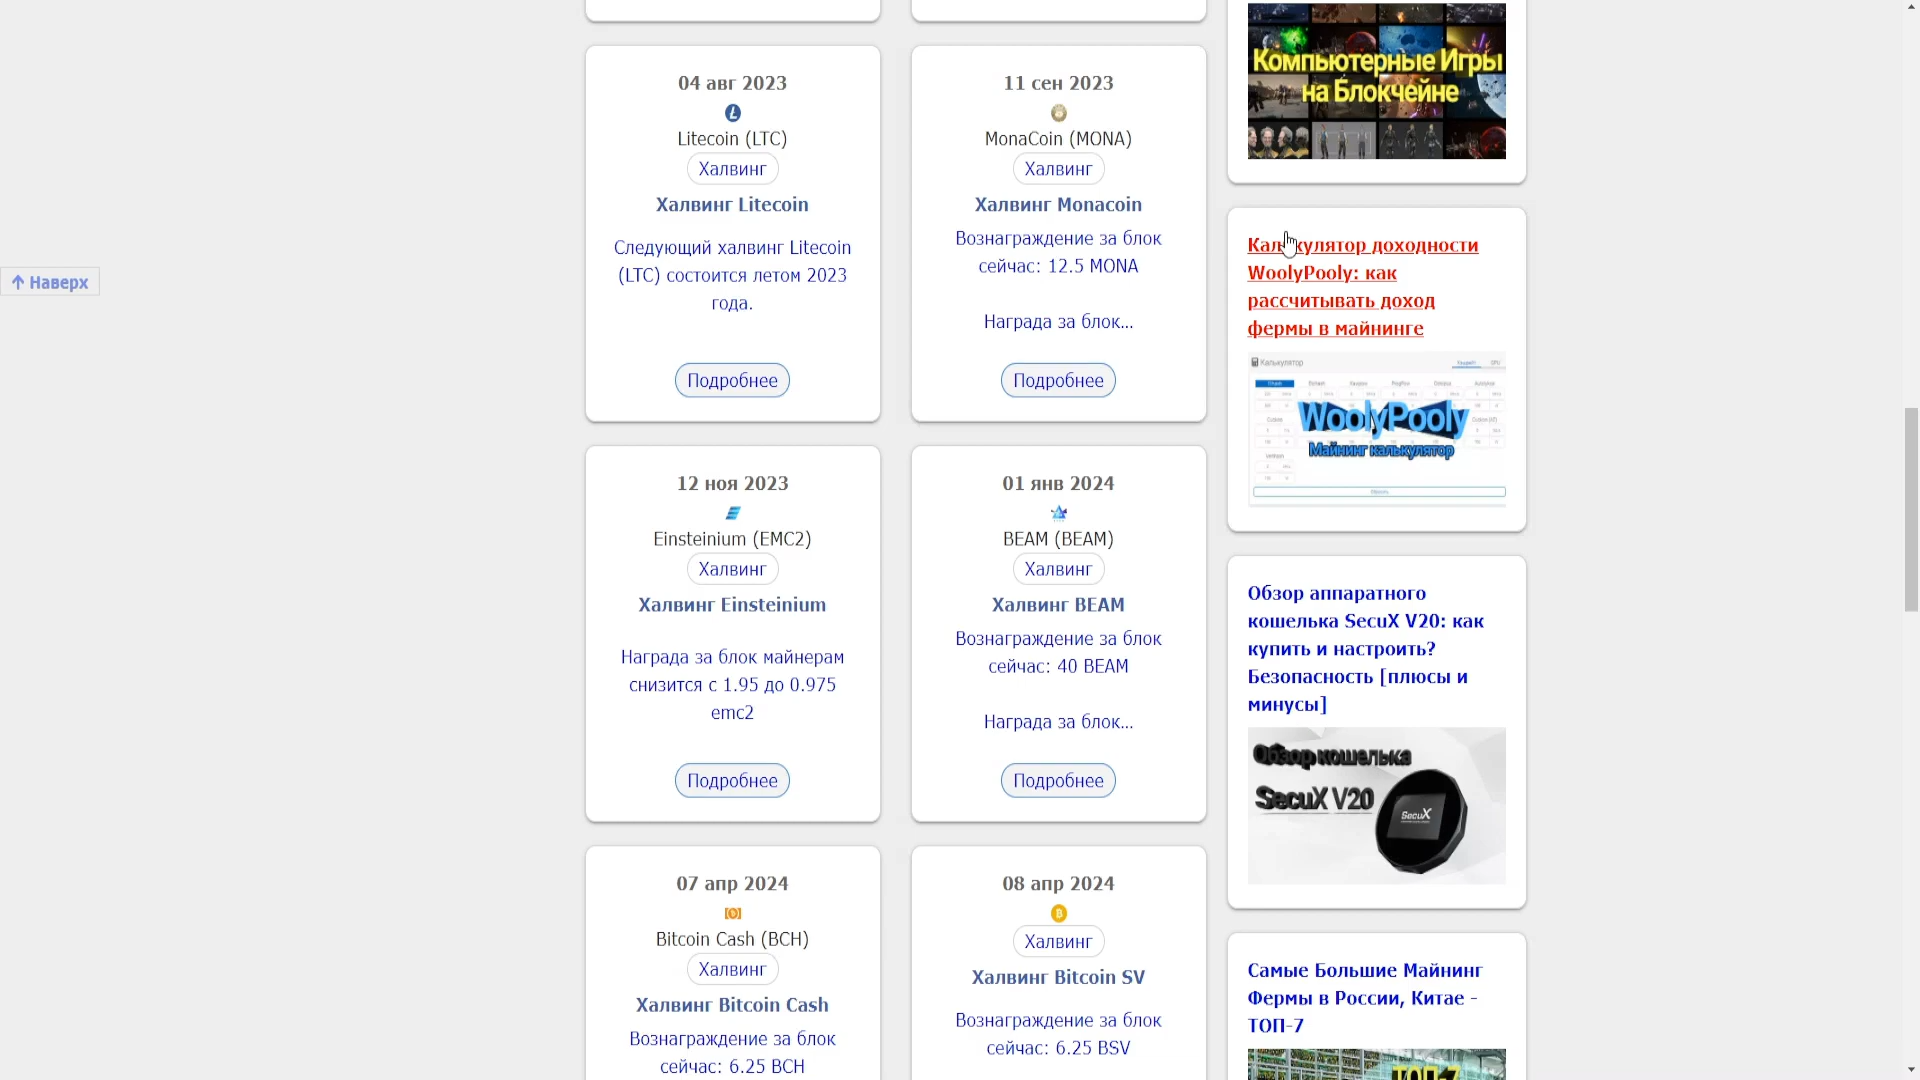 ↑ Наверх
04 авг 2023
Litecoin (LTC)
Халвинг
Халвинг Litecoin
Следующий халвинг Litecoin
(LTC) состоится летом 2023
года.
Подробнее
11 сен 2023
MonaCoin (MONA)
Халвинг
Халвинг Monacoin
Вознаграждение за блок
сейчас: 12.5 MONA
Награда за блок...
Подробнее
12 ноя 2023
Einsteinium (EMC2)
Халвинг
Халвинг Einsteinium
Награда за блок майнерам
снизится с 1.95 до 0.975
emc2
Подробнее
01 янв 2024
BEAM (BEAM)
Халвинг
Халвинг BEAM
Вознаграждение за блок
сейчас: 40 BEAM
Награда за блок...
Подробнее
07 апр 2024
Bitcoin Cash (BCH)
Халвинг
Халвинг Bitcoin Cash
Вознаграждение за блок
сейчас: 6.25 BCH
08 апр 2024
Халвинг
Халвинг Bitcoin SV
Вознаграждение за блок
сейчас: 6.25 BSV
Компьютерные Игры
на Блокчейне
Калькулятор доходности
WoolyPooly: как
рассчитывать доход
фермы в майнинге
Калькулятор
WoolyPooly
Майнинг калькулятор
Обзор аппаратного
кошелька SecuX V20: как
купить и настроить?
Безопасность [плюсы и
минусы]
Обзор кошелька
SecuX V20
SecuX
Самые Большие Майнинг
Фермы в России, Китае -
ТОП-7
ТОП-7